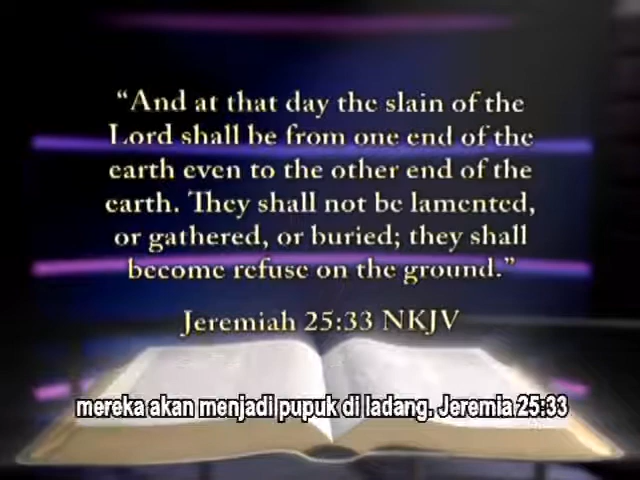 “And at that day the slain of the
Lord shall be from one end of the
earth even to the other end of the
earth. They shall not be lamented,
or gathered, or buried; they shall
become refuse on the ground.”
Jeremiah 25:33 NKJV
mereka akan menjadi pupuk di ladang. Jeremia 25:33